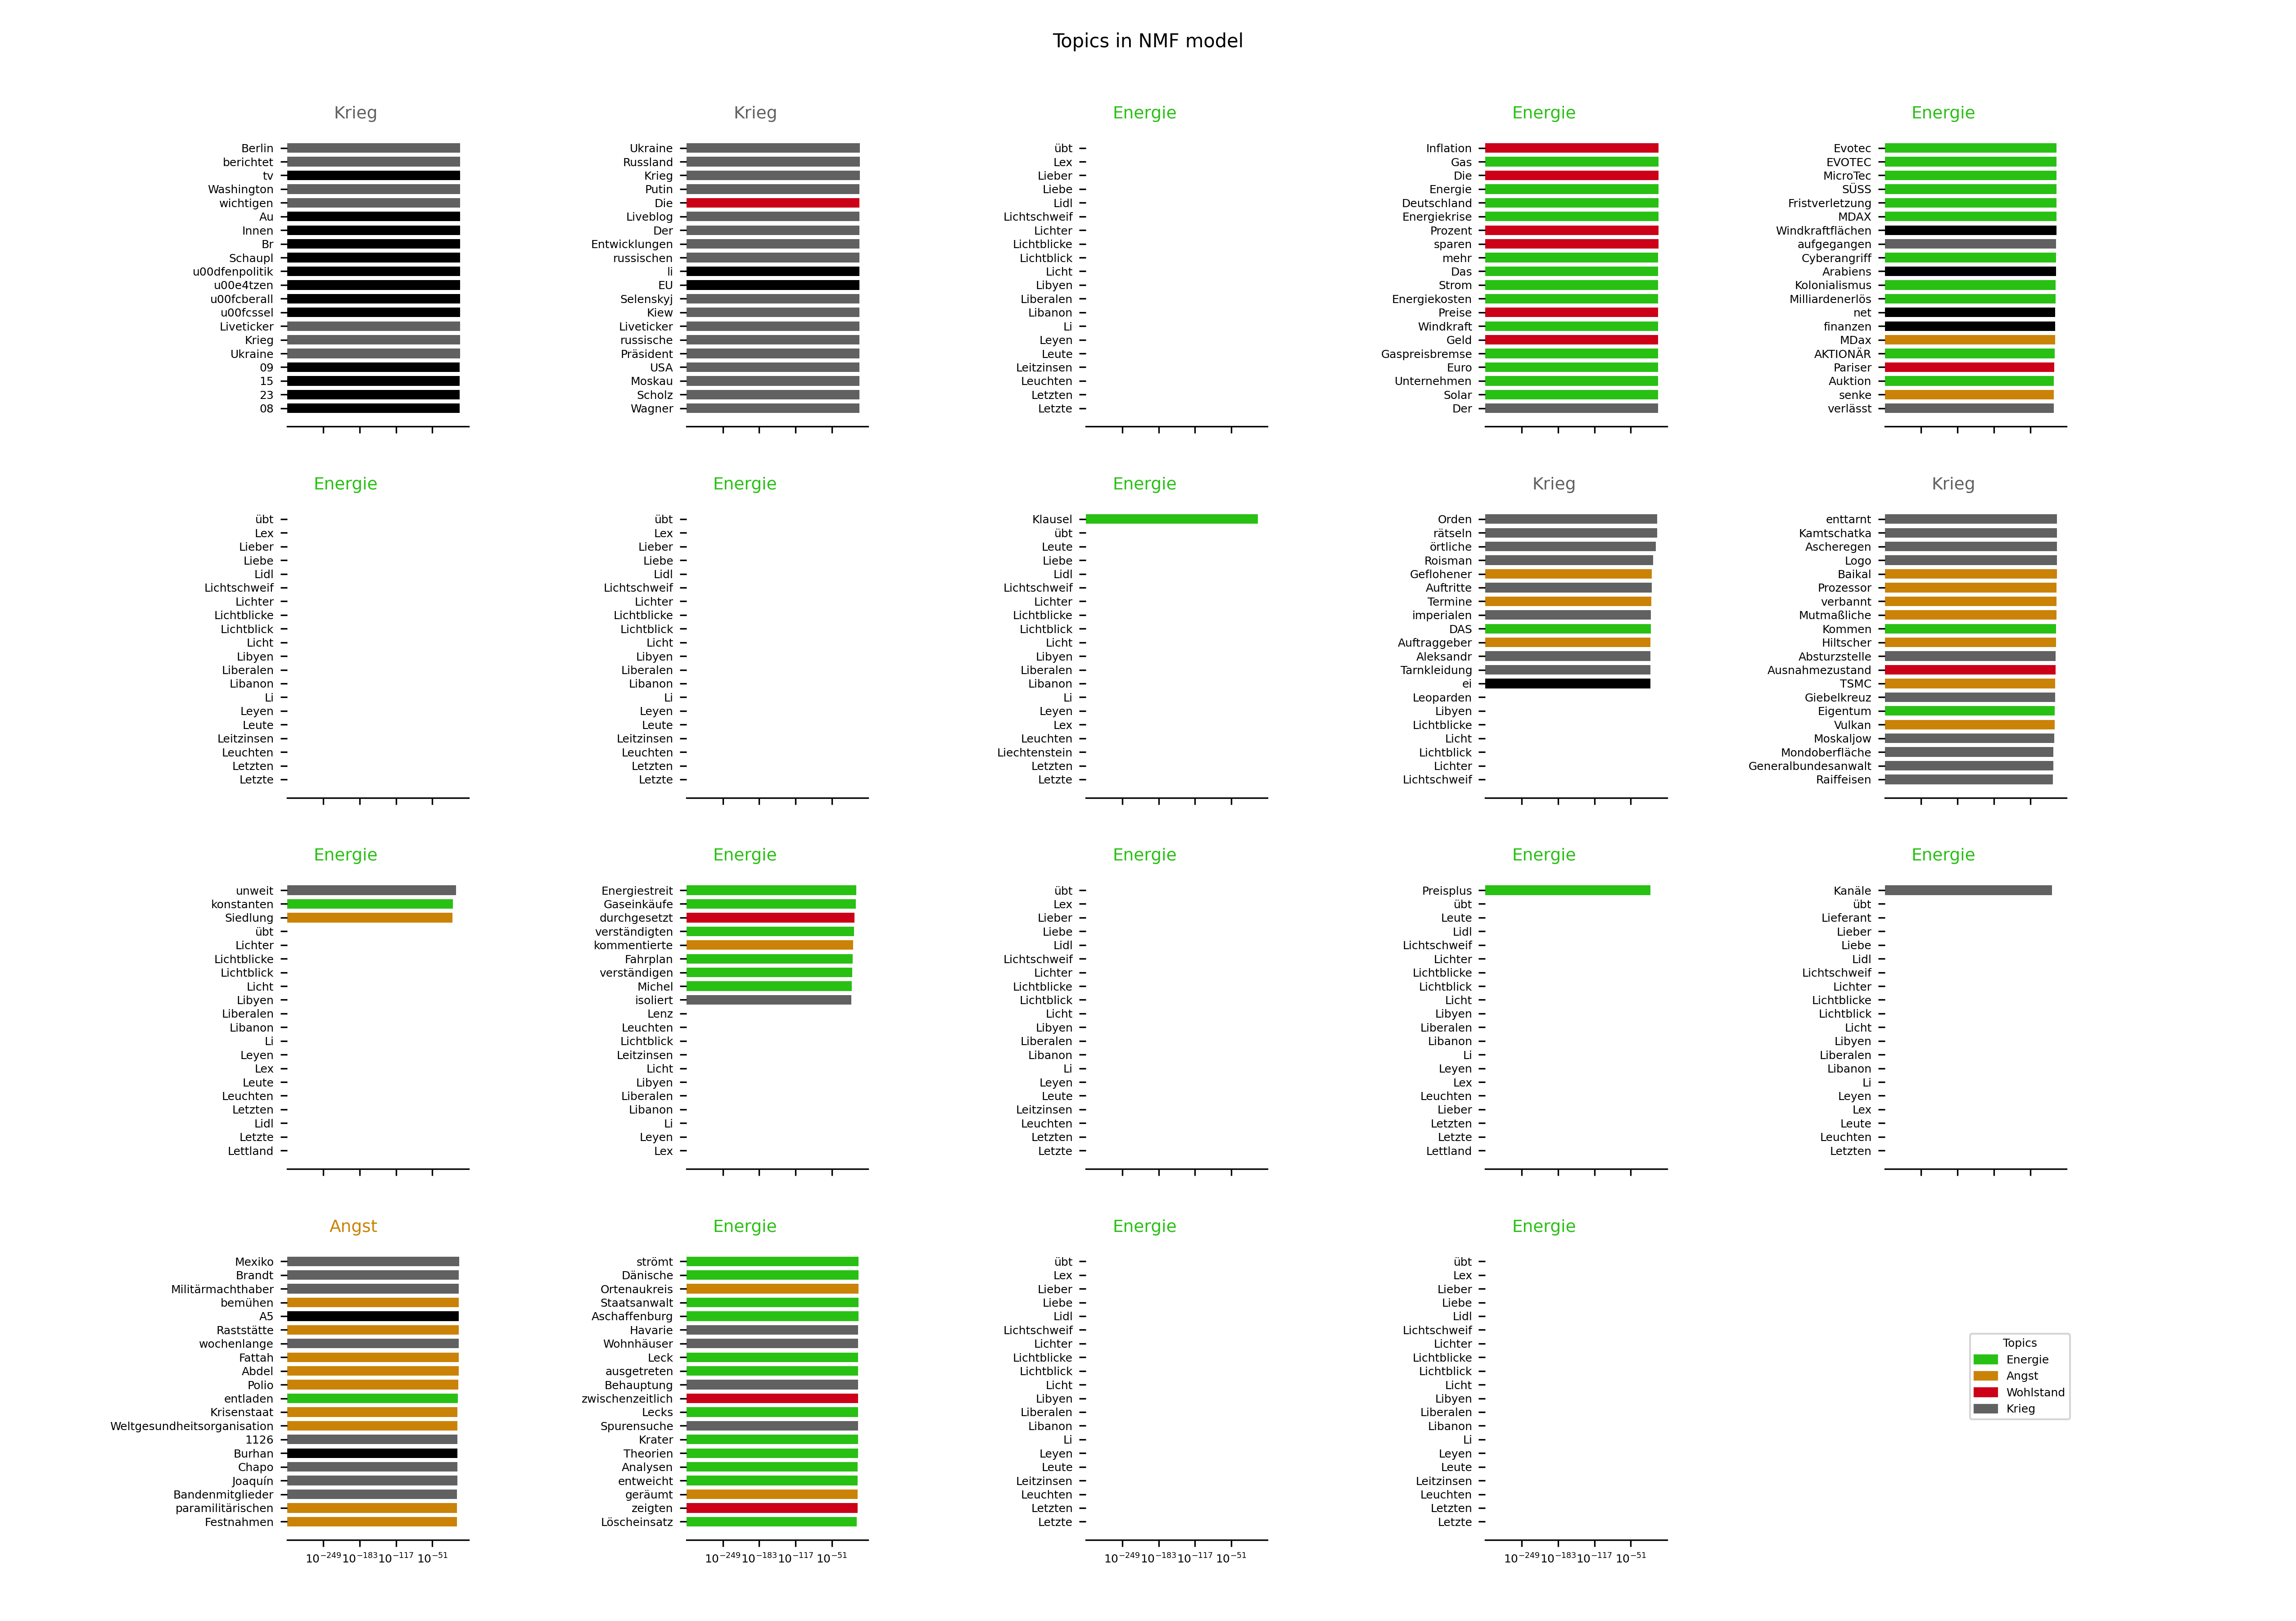 Topics in NMF model
Krieg
Berlin
berichtet
tv
Washington
wichtigen
Au
Innen
Br
Schaupl
u00dfenpolitik
u00e4tzen
u00fcberall
u00fcssel
Liveticker
Krieg
Ukraine
09
15
23
08
Krieg
Ukraine
Russland
Krieg
Putin
Die
Liveblog
Der
Entwicklungen
russischen
li
EU
Selenskyj
Kiew
Liveticker
russische
Präsident
USA
Moskau
Scholz
Wagner
Energie
übt
Lex
Lieber
Liebe
Lidl
Lichtschweif
Lichter
Lichtblicke
Lichtblick
Licht
Libyen
Liberalen
Libanon
Li
Leyen
Leute
Leitzinsen
Leuchten
Letzten
Letzte
Energie
Inflation
Gas
Die
Energie
Deutschland
Energiekrise
Prozent
sparen
mehr
Das
Strom
Energiekosten
Preise
Windkraft
Geld
Gaspreisbremse
Euro
Unternehmen
Solar
Der
Energie
Evotec
EVOTEC
MicroTec
SÜSS
Fristverletzung
MDAX
Windkraftflächen
aufgegangen
Cyberangriff
Arabiens
Kolonialismus
Milliardenerlös
net
finanzen
MDax
AKTIONÄR
Pariser
Auktion
senke
verlässt
Energie
übt
Lex
Lieber
Liebe
Lidl
Lichtschweif
Lichter
Lichtblicke
Lichtblick
Licht
Libyen
Liberalen
Libanon
Li
Leyen
Leute
Leitzinsen
Leuchten
Letzten
Letzte
Energie
übt
Lex
Lieber
Liebe
Lidl
Lichtschweif
Lichter
Lichtblicke
Lichtblick
Licht
Libyen
Liberalen
Libanon
Li
Leyen
Leute
Leitzinsen
Leuchten
Letzten
Letzte
Energie
Klausel
übt
Leute
Liebe
Lidl
Lichtschweif
Lichter
Lichtblicke
Lichtblick
Licht
Libyen
Liberalen
Libanon
Li
Leyen
Lex
Leuchten
Liechtenstein
Letzten
Letzte
Krieg
Orden
rätseln
örtliche
Roisman
Geflohener
Auftritte
Termine
imperialen
DAS
Auftraggeber
Aleksandr
Tarnkleidung
ei
Leoparden
Libyen
Lichtblicke
Licht
Lichtblick
Lichter
Lichtschweif
Krieg
enttarnt
Kamtschatka
Ascheregen
Logo
Baikal
Prozessor
verbannt
Mutmaßliche
Kommen
Hiltscher
Absturzstelle
Ausnahmezustand
TSMC
Giebelkreuz
Eigentum
Vulkan
Moskaljow
Mondoberfläche
Generalbundesanwalt
Raiffeisen
Energie
unweit
konstanten
Siedlung
übt
Lichter
Lichtblicke
Lichtblick
Licht
Libyen
Liberalen
Libanon
Li
Leyen
Lex
Leute
Leuchten
Letzten
Lidl
Letzte
Lettland
Energie
Energiestreit
Gaseinkäufe
durchgesetzt
verständigten
kommentierte
Fahrplan
verständigen
Michel
isoliert
Lenz
Leuchten
Lichtblick
Leitzinsen
Licht
Libyen
Liberalen
Libanon
Li
Leyen
Lex
Energie
übt
Lex
Lieber
Liebe
Lidl
Lichtschweif
Lichter
Lichtblicke
Lichtblick
Licht
Libyen
Liberalen
Libanon
Li
Leyen
Leute
Leitzinsen
Leuchten
Letzten
Letzte
Energie
Preisplus
übt
Leute
Lidl
Lichtschweif
Lichter
Lichtblicke
Lichtblick
Licht
Libyen
Liberalen
Libanon
Li
Leyen
Lex
Leuchten
Lieber
Letzten
Letzte
Lettland
Energie
Kanäle
übt
Lieferant
Lieber
Liebe
Lidl
Lichtschweif
Lichter
Lichtblicke
Lichtblick
Licht
Libyen
Liberalen
Libanon
Li
Leyen
Lex
Leute
Leuchten
Letzten
Angst
Mexiko
Brandt
Militärmachthaber
bemühen
A5
Raststätte
wochenlange
Fattah
Abdel
Polio
entladen
Krisenstaat
Weltgesundheitsorganisation
1126
Burhan
Chapo
Joaquín
Bandenmitglieder
paramilitärischen
Festnahmen
10⁻²⁴⁹ 10⁻¹⁸³ 10⁻¹¹⁷ 10⁻⁵¹
Energie
strömt
Dänische
Ortenaukreis
Staatsanwalt
Aschaffenburg
Havarie
Wohnhäuser
Leck
ausgetreten
Behauptung
zwischenzeitlich
Lecks
Spurensuche
Krater
Theorien
Analysen
entweicht
geräumt
zeigten
Löscheinsatz
10⁻²⁴⁹ 10⁻¹⁸³ 10⁻¹¹⁷ 10⁻⁵¹
Energie
übt
Lex
Lieber
Liebe
Lidl
Lichtschweif
Lichter
Lichtblicke
Lichtblick
Licht
Libyen
Liberalen
Libanon
Li
Leyen
Leute
Leitzinsen
Leuchten
Letzten
Letzte
10⁻²⁴⁹ 10⁻¹⁸³ 10⁻¹¹⁷ 10⁻⁵¹
Energie
übt
Lex
Lieber
Liebe
Lidl
Lichtschweif
Lichter
Lichtblicke
Lichtblick
Licht
Libyen
Liberalen
Libanon
Li
Leyen
Leute
Leitzinsen
Leuchten
Letzten
Letzte
10⁻²⁴⁹ 10⁻¹⁸³ 10⁻¹¹⁷ 10⁻⁵¹
Topics
Energie
Angst
Wohlstand
Krieg